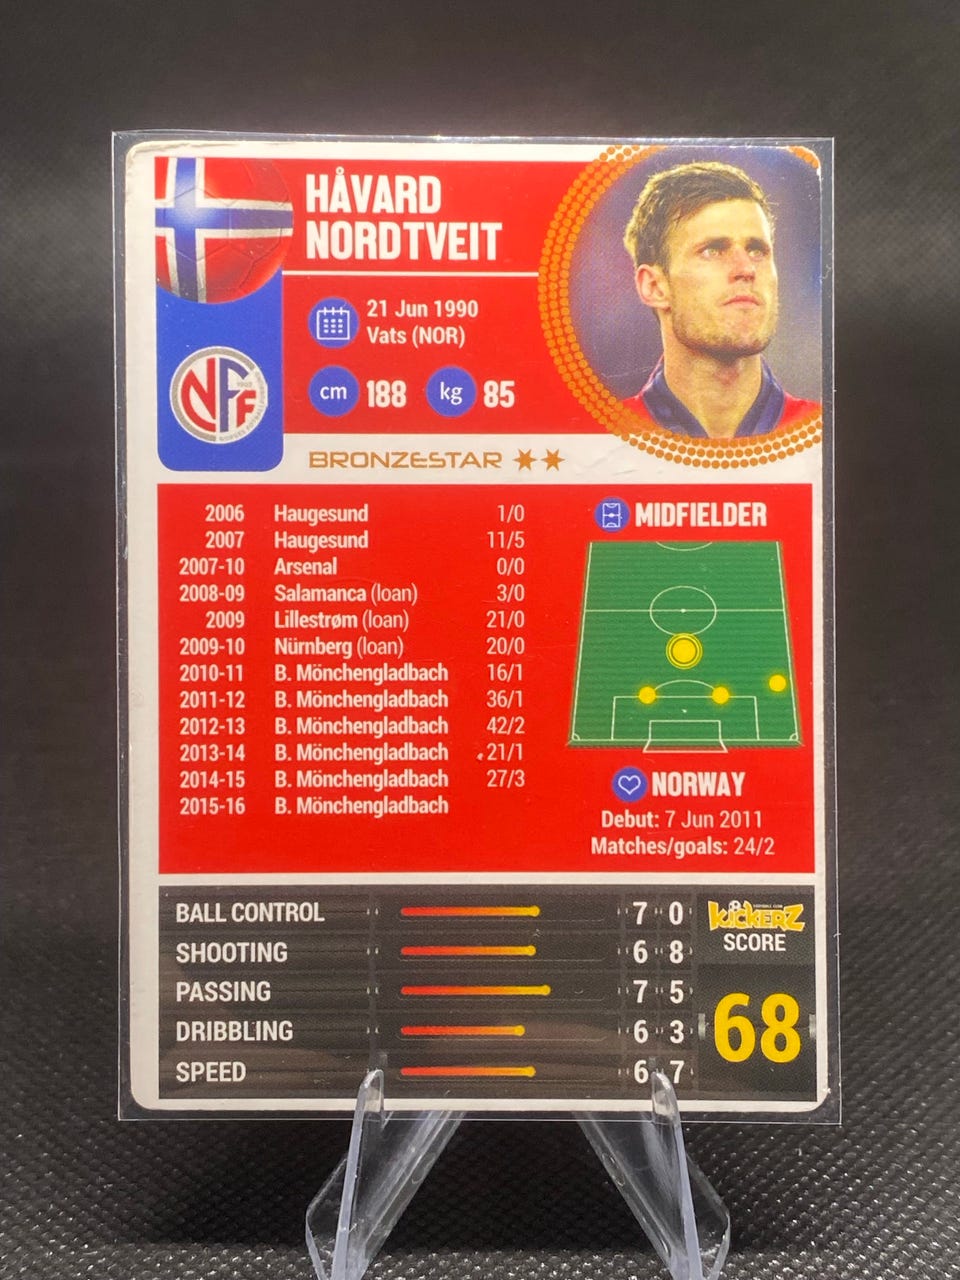 HÅVARD
NORDTVEIT
21 Jun 1990
Vats (NOR)
cm 188 kg 85
NFF
1902
BRONZESTAR
2006 Haugesund 1/0
2007 Haugesund 11/5
2007-10 Arsenal 0/0
2008-09 Salamanca (loan) 3/0
2009 Lillestrøm (loan) 21/0
2009-10 Nürnberg (loan) 20/0
2010-11 B. Mönchengladbach 16/1
2011-12 B. Mönchengladbach 36/1
2012-13 B. Mönchengladbach 42/2
2013-14 B. Mönchengladbach 21/1
2014-15 B. Mönchengladbach 27/3
2015-16 B. Mönchengladbach
MIDFIELDER
NORWAY
Debut: 7 Jun 2011
Matches/goals: 24/2
BALL CONTROL 70
SHOOTING 68
PASSING 75
DRIBBLING 63
SPEED 67
KICKERZ
SCORE
68